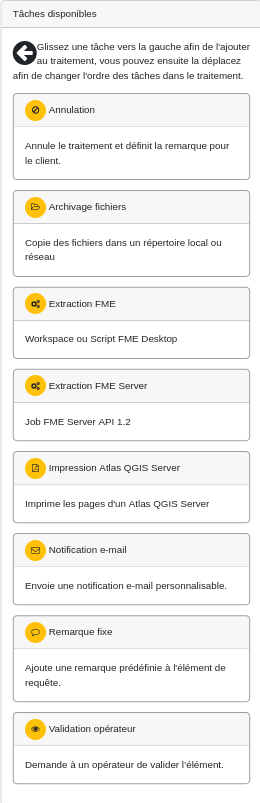 Tâches disponibles
Glissez une tâche vers la gauche afin de l'ajouter
au traitement, vous pouvez ensuite la déplacez
afin de changer l'ordre des tâches dans le traitement.
Annulation
Annule le traitement et définit la remarque pour
le client.
Archivage fichiers
Copie des fichiers dans un répertoire local ou
réseau
Extraction FME
Workspace ou Script FME Desktop
Extraction FME Server
Job FME Server API 1.2
Impression Atlas QGIS Server
Imprime les pages d'un Atlas QGIS Server
Notification e-mail
Envoie une notification e-mail personnalisable.
Remarque fixe
Ajoute une remarque prédéfinie à l'élément de
requête.
Validation opérateur
Demande à un opérateur de valider l'élément.